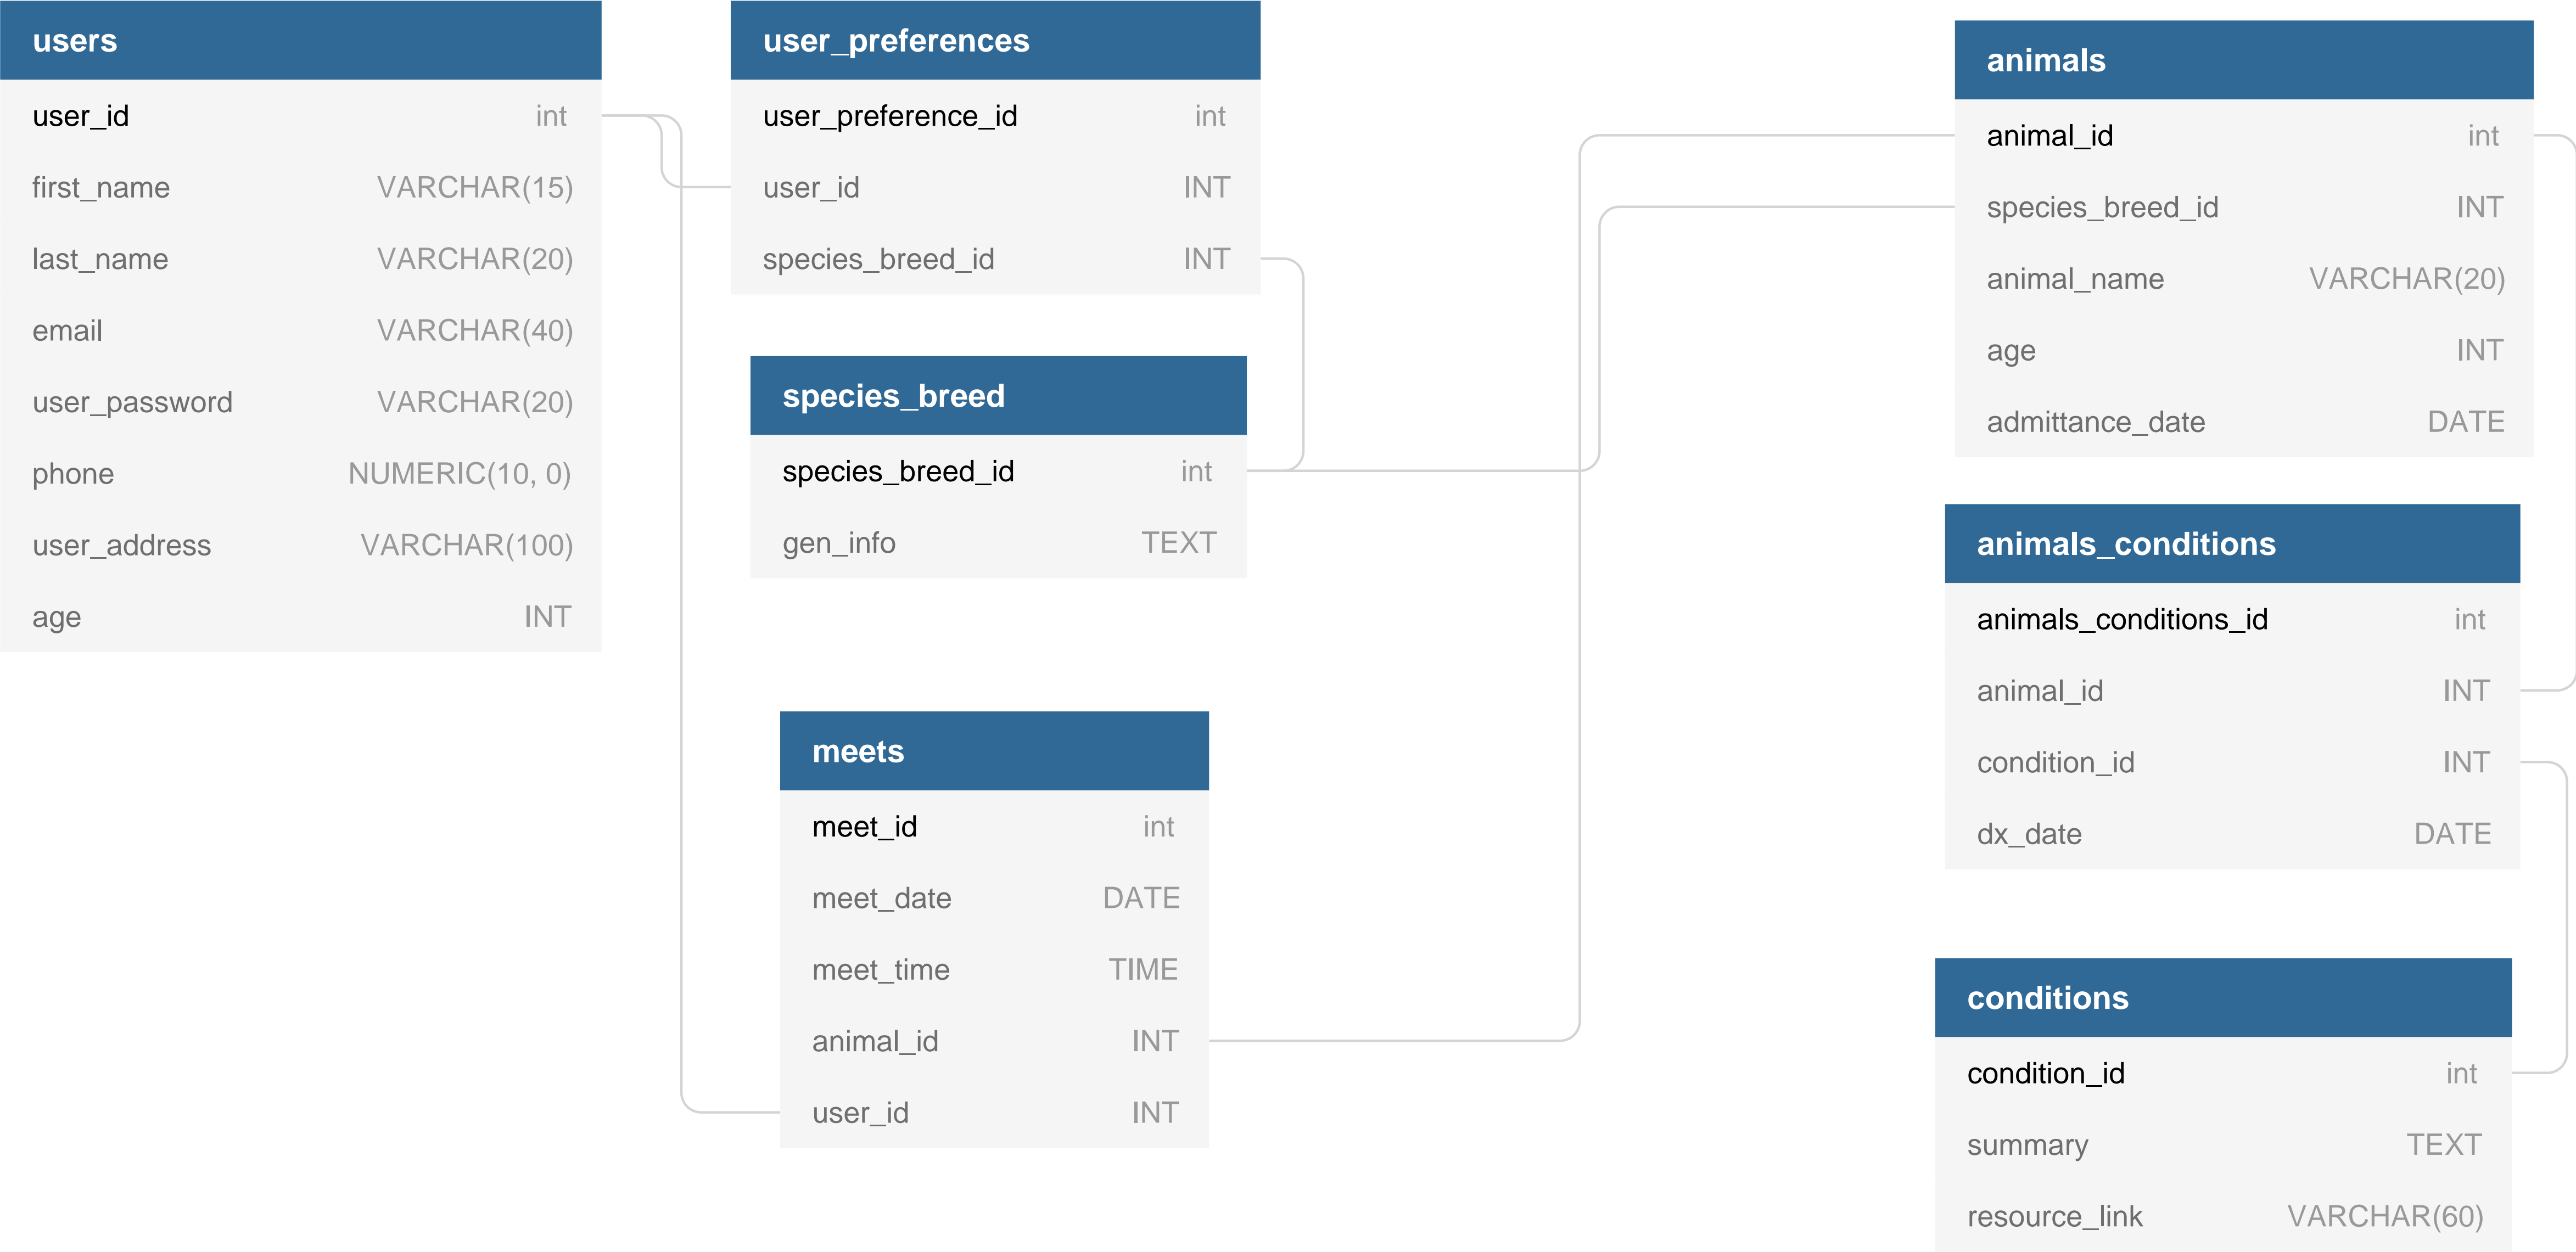 users
user_id int
first_name VARCHAR(15)
last_name VARCHAR(20)
email VARCHAR(40)
user_password VARCHAR(20)
phone NUMERIC(10, 0)
user_address VARCHAR(100)
age INT
user_preferences
user_preference_id int
user_id INT
species_breed_id INT
species_breed
species_breed_id int
gen_info TEXT
meets
meet_id int
meet_date DATE
meet_time TIME
animal_id INT
user_id INT
animals
animal_id int
species_breed_id INT
animal_name VARCHAR(20)
age INT
admittance_date DATE
animals_conditions
animals_conditions_id int
animal_id INT
condition_id INT
dx_date DATE
conditions
condition_id int
summary TEXT
resource_link VARCHAR(60)